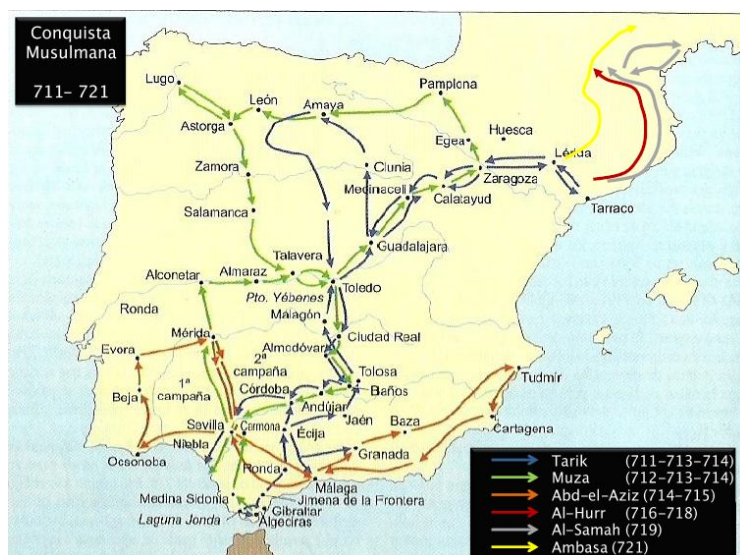 Conquista
Musulmana
711– 721
Lugo
León
Amaya
Pamplona
Astorga
Egea
Huesca
Lérida
Zamora
Clunia
Zaragoza
Medinaceli
Calatayud
Tarraco
Salamanca
Guadalajara
Talavera
Alconetar
Almaraz
Toledo
Pto. Yébenes
Ronda
Malagón
Mérida
Ciudad Real
Evora
2ª
campaña
Almodóvar
Tolosa
Tudmir
Beja
1ª
campaña
Córdoba
Baños
Andújar
Sevilla
Carmona
Jaén
Baza
Cartagena
Niebla
Écija
Ocsonoba
Granada
Ronda
Málaga
Medina Sidonia
Jimena de la Frontera
Gibraltar
Laguna Jonda
Algeciras
Tarik (711–713–714)
Muza (712–713–714)
Abd-el-Aziz (714–715)
Al-Hurr (716–718)
Al-Samah (719)
Ambasa (721)